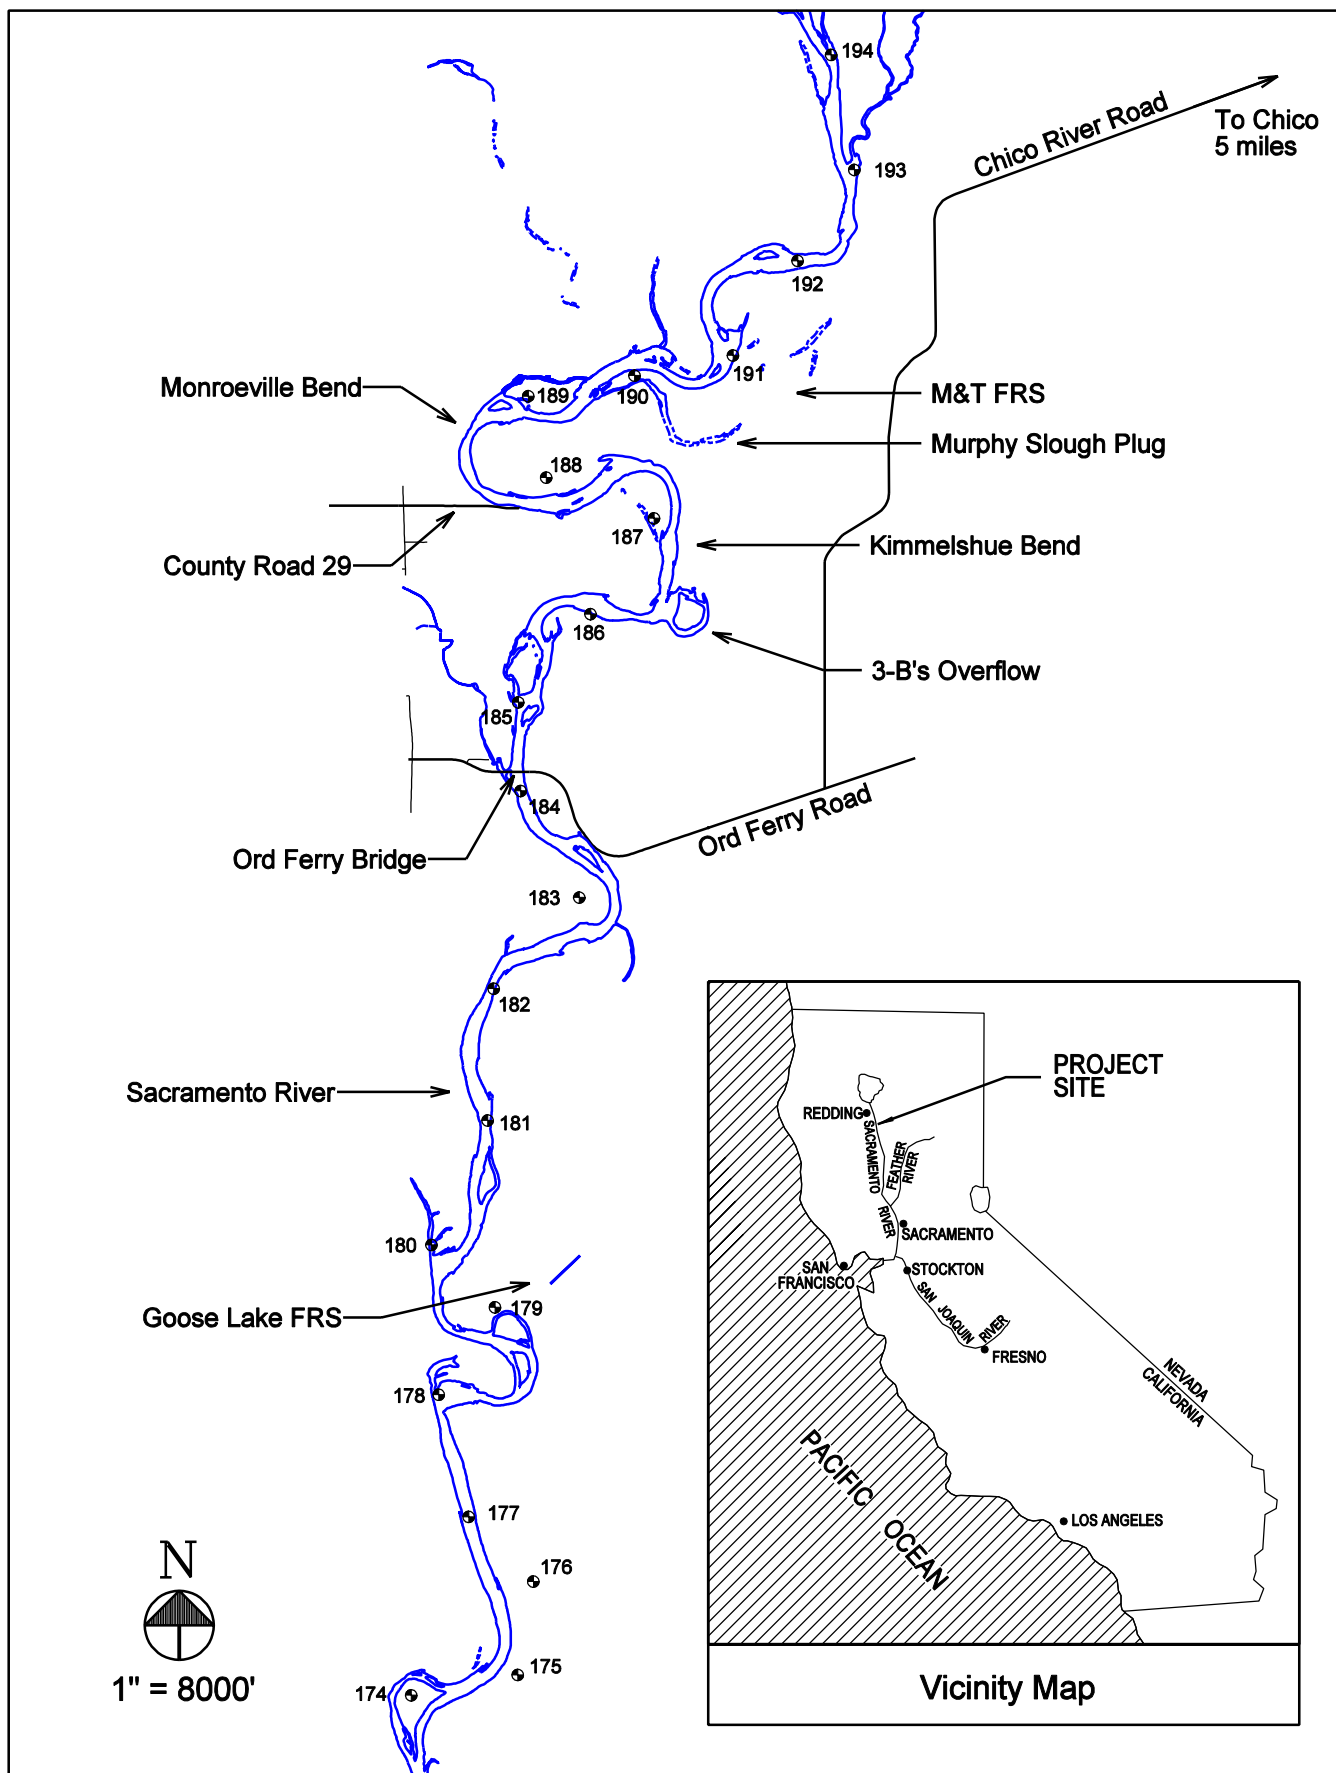 194
Chico River Road
To Chico
5 miles
193
192
191
190
189
Monroeville Bend
M&T FRS
Murphy Slough Plug
188
187
County Road 29
Kimmelshue Bend
186
3-B's Overflow
185
184
Ord Ferry Road
Ord Ferry Bridge
183
182
Sacramento River
181
180
179
Goose Lake FRS
178
177
176
175
174
N
1" = 8000'
PROJECT
SITE
REDDING
SACRAMENTO
RIVER
FEATHER
RIVER
SACRAMENTO
SAN
FRANCISCO
STOCKTON
SAN JOAQUIN RIVER
FRESNO
NEVADA
CALIFORNIA
PACIFIC OCEAN
LOS ANGELES
Vicinity Map